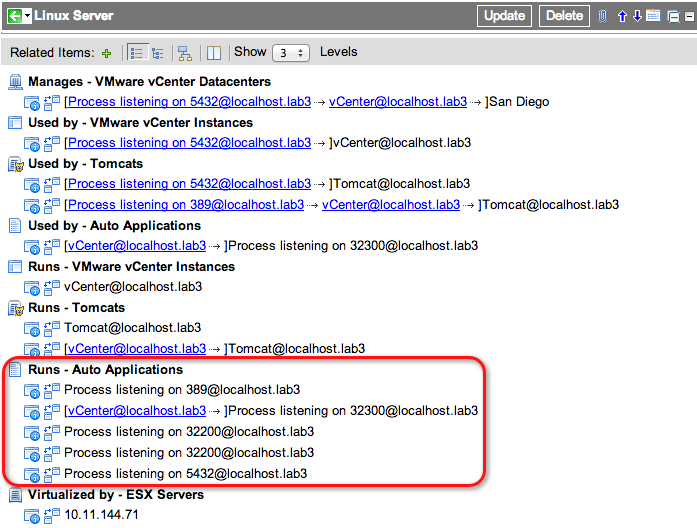 Linux Server Update Delete
Related Items: Show 3 Levels
Manages - VMware vCenter Datacenters
[Process listening on 5432@localhost.lab3 → vCenter@localhost.lab3 → ]San Diego
Used by - VMware vCenter Instances
[Process listening on 5432@localhost.lab3 → ]vCenter@localhost.lab3
Used by - Tomcats
[Process listening on 5432@localhost.lab3 → ]Tomcat@localhost.lab3
[Process listening on 389@localhost.lab3 → vCenter@localhost.lab3 → ]Tomcat@localhost.lab3
Used by - Auto Applications
[vCenter@localhost.lab3 → ]Process listening on 32300@localhost.lab3
Runs - VMware vCenter Instances
vCenter@localhost.lab3
Runs - Tomcats
Tomcat@localhost.lab3
[vCenter@localhost.lab3 → ]Tomcat@localhost.lab3
Runs - Auto Applications
Process listening on 389@localhost.lab3
[vCenter@localhost.lab3 → ]Process listening on 32300@localhost.lab3
Process listening on 32200@localhost.lab3
Process listening on 32200@localhost.lab3
Process listening on 5432@localhost.lab3
Virtualized by - ESX Servers
10.11.144.71